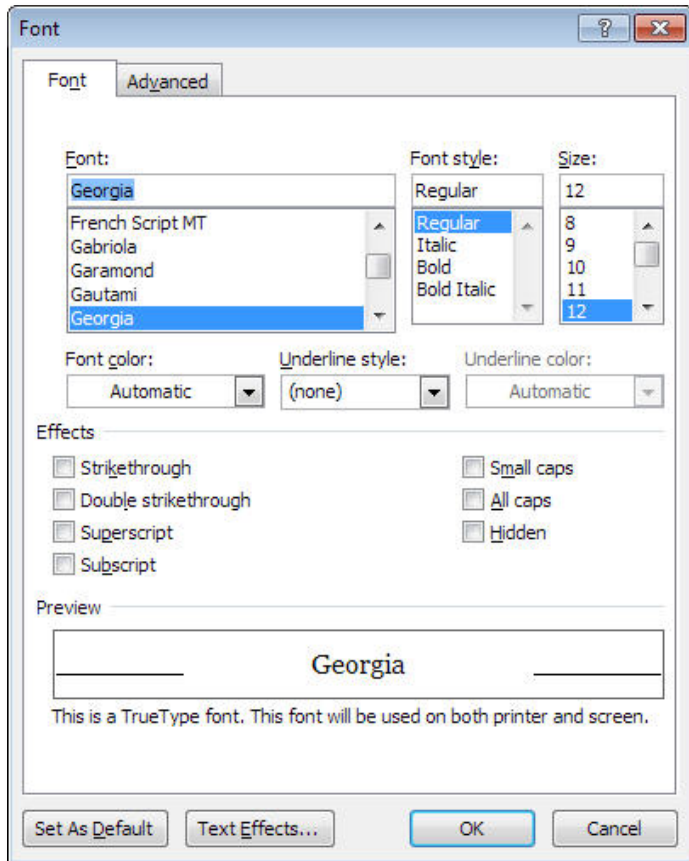 Font
Font Advanced
Font: Font style: Size:
Georgia Regular 12
French Script MT
Gabriola
Garamond
Gautami
Georgia
Regular
Italic
Bold
Bold Italic
8
9
10
11
12
Font color: Underline style: Underline color:
Automatic (none) Automatic
Effects
Strikethrough
Double strikethrough
Superscript
Subscript
Small caps
All caps
Hidden
Preview
Georgia
This is a TrueType font. This font will be used on both printer and screen.
Set As Default Text Effects... OK Cancel